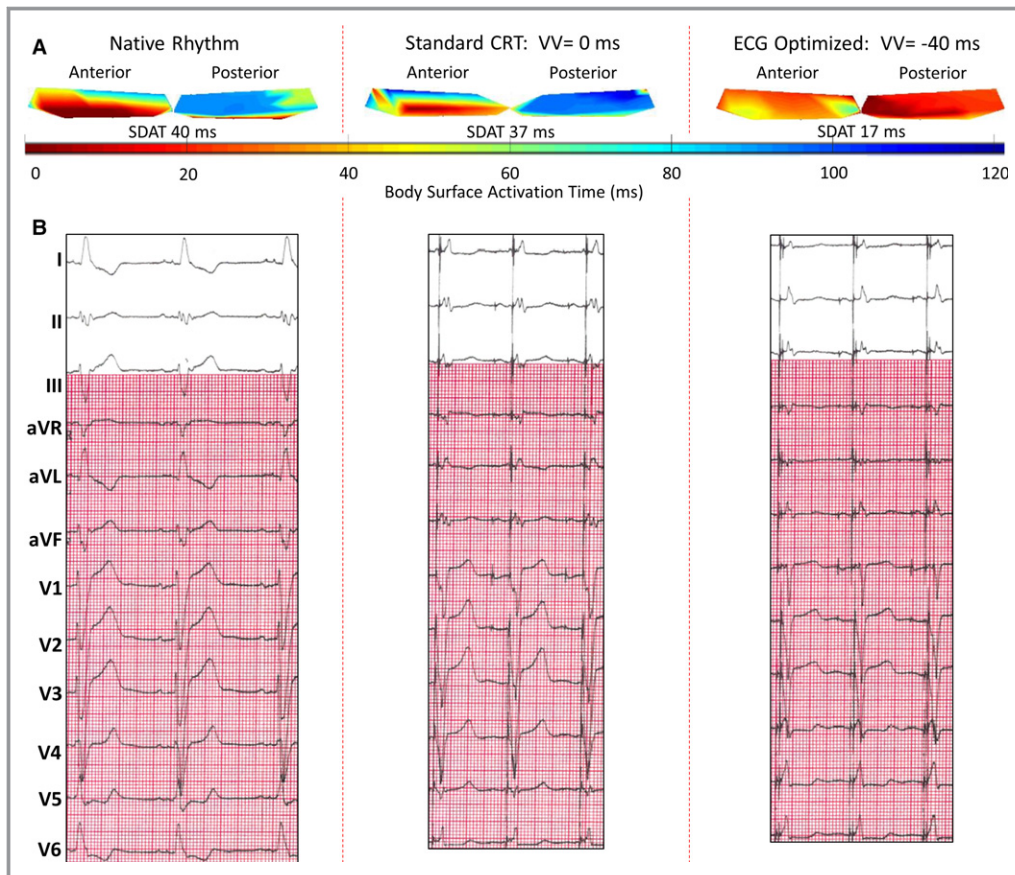 A
Native Rhythm
Standard CRT: VV= 0 ms
ECG Optimized: VV= -40 ms
Anterior
Posterior
Anterior
Posterior
Anterior
Posterior
SDAT 40 ms
SDAT 37 ms
SDAT 17 ms
0
20
40
60
80
100
120
Body Surface Activation Time (ms)
B
I
II
III
aVR
aVL
aVF
V1
V2
V3
V4
V5
V6